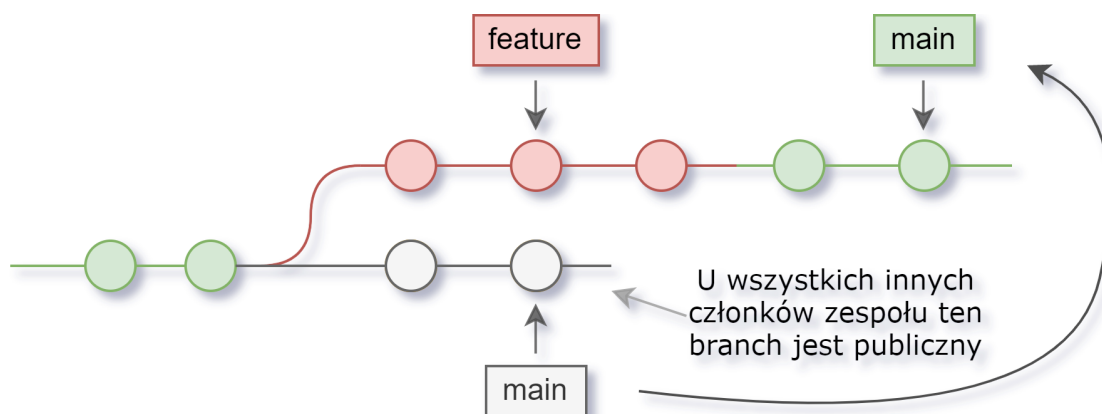 feature
main
U wszystkich innych
członków zespołu ten
branch jest publiczny
main